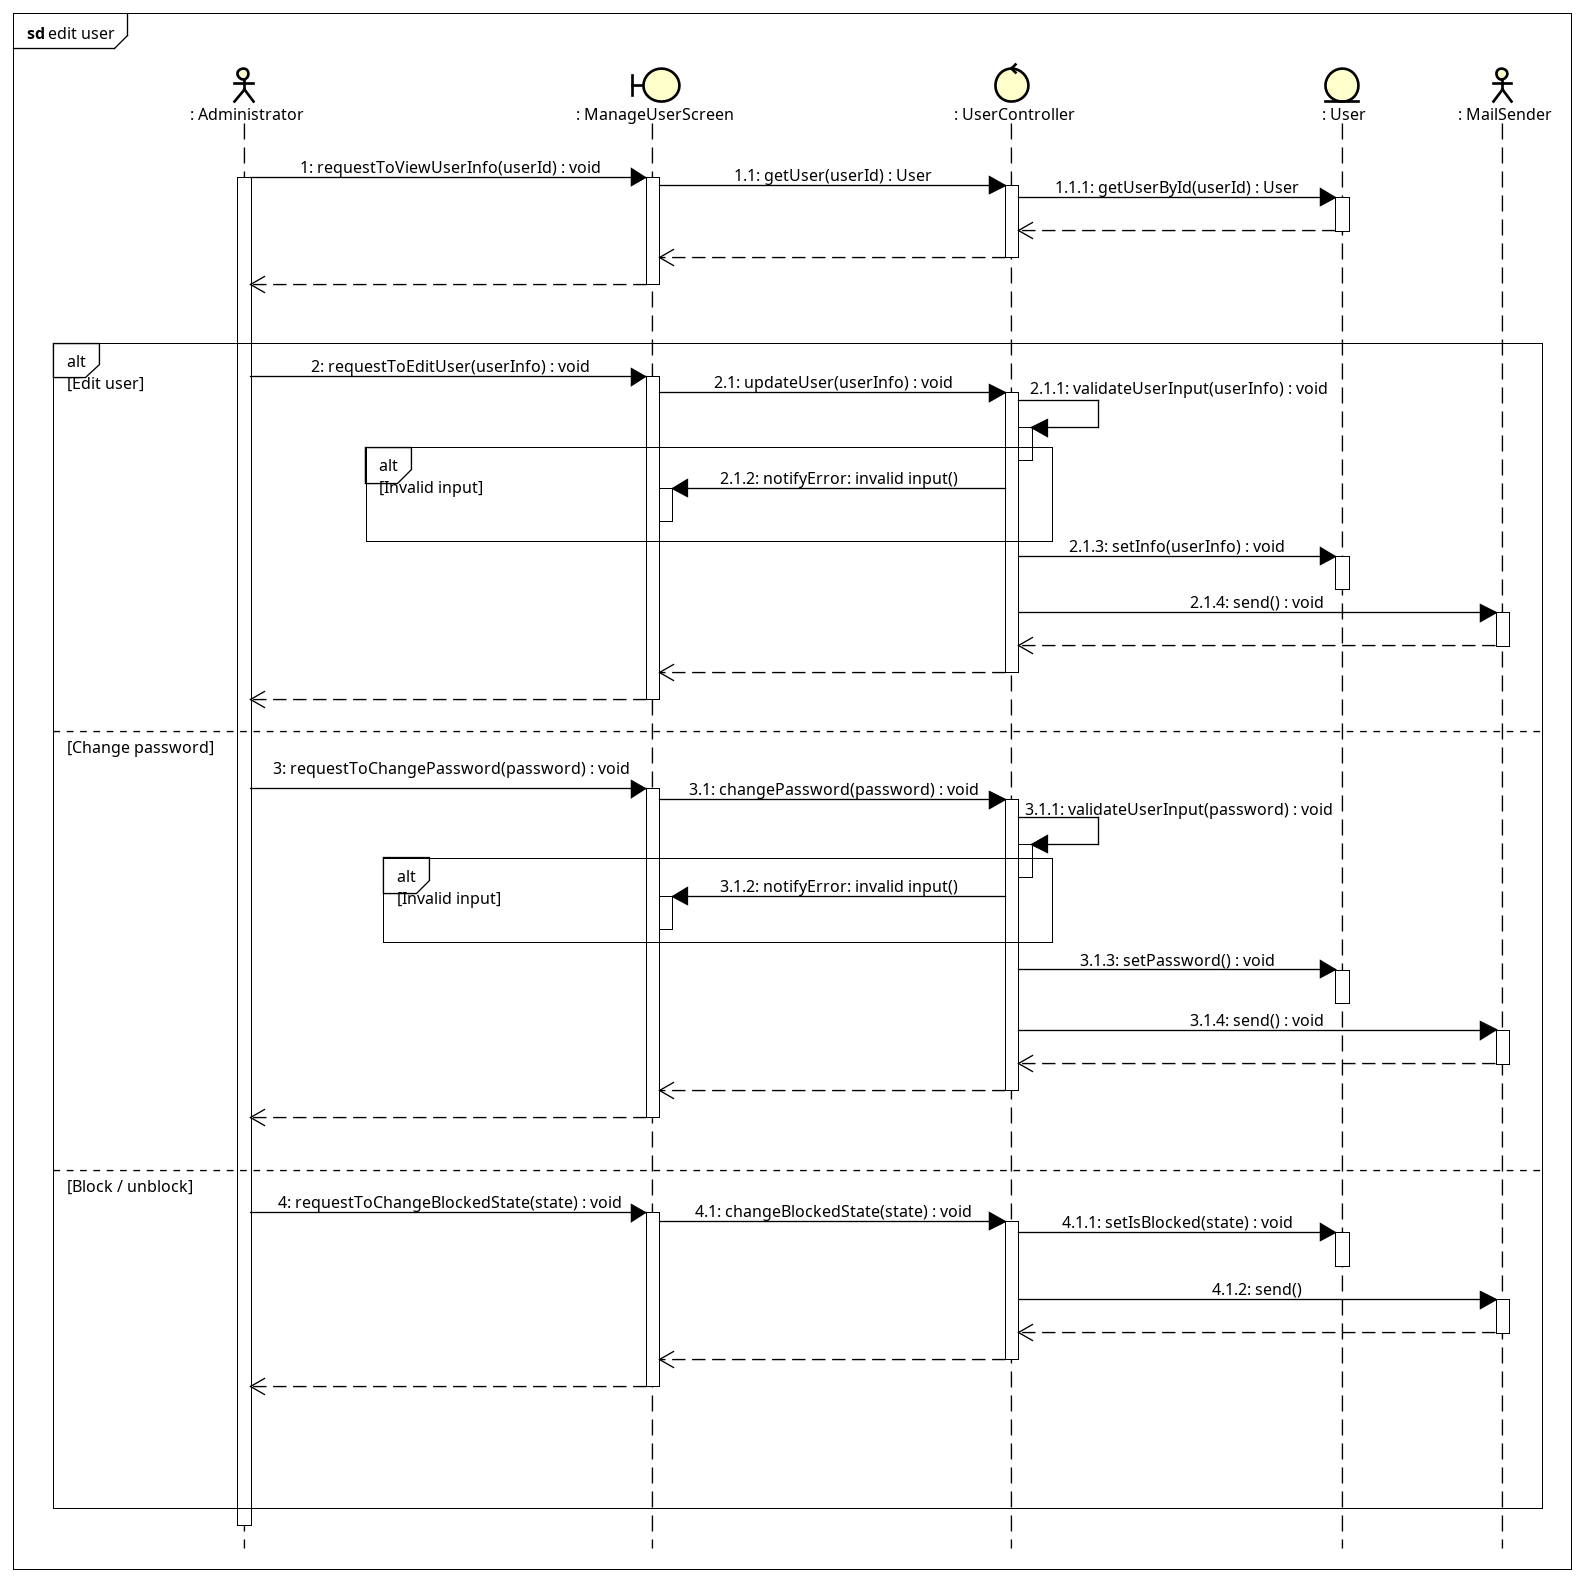 sd edit user
: Administrator
: ManageUserScreen
: UserController
: User
: MailSender
1: requestToViewUserInfo(userId) : void
1.1: getUser(userId) : User
1.1.1: getUserById(userId) : User
alt
[Edit user]
2: requestToEditUser(userInfo) : void
2.1: updateUser(userInfo) : void
2.1.1: validateUserInput(userInfo) : void
alt
[Invalid input]
2.1.2: notifyError: invalid input()
2.1.3: setInfo(userInfo) : void
2.1.4: send() : void
[Change password]
3: requestToChangePassword(password) : void
3.1: changePassword(password) : void
3.1.1: validateUserInput(password) : void
alt
[Invalid input]
3.1.2: notifyError: invalid input()
3.1.3: setPassword() : void
3.1.4: send() : void
[Block / unblock]
4: requestToChangeBlockedState(state) : void
4.1: changeBlockedState(state) : void
4.1.1: setIsBlocked(state) : void
4.1.2: send()